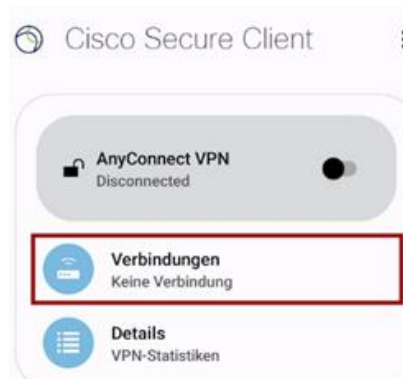 Cisco Secure Client
AnyConnect VPN
Disconnected
Verbindungen
Keine Verbindung
Details
VPN-Statistiken